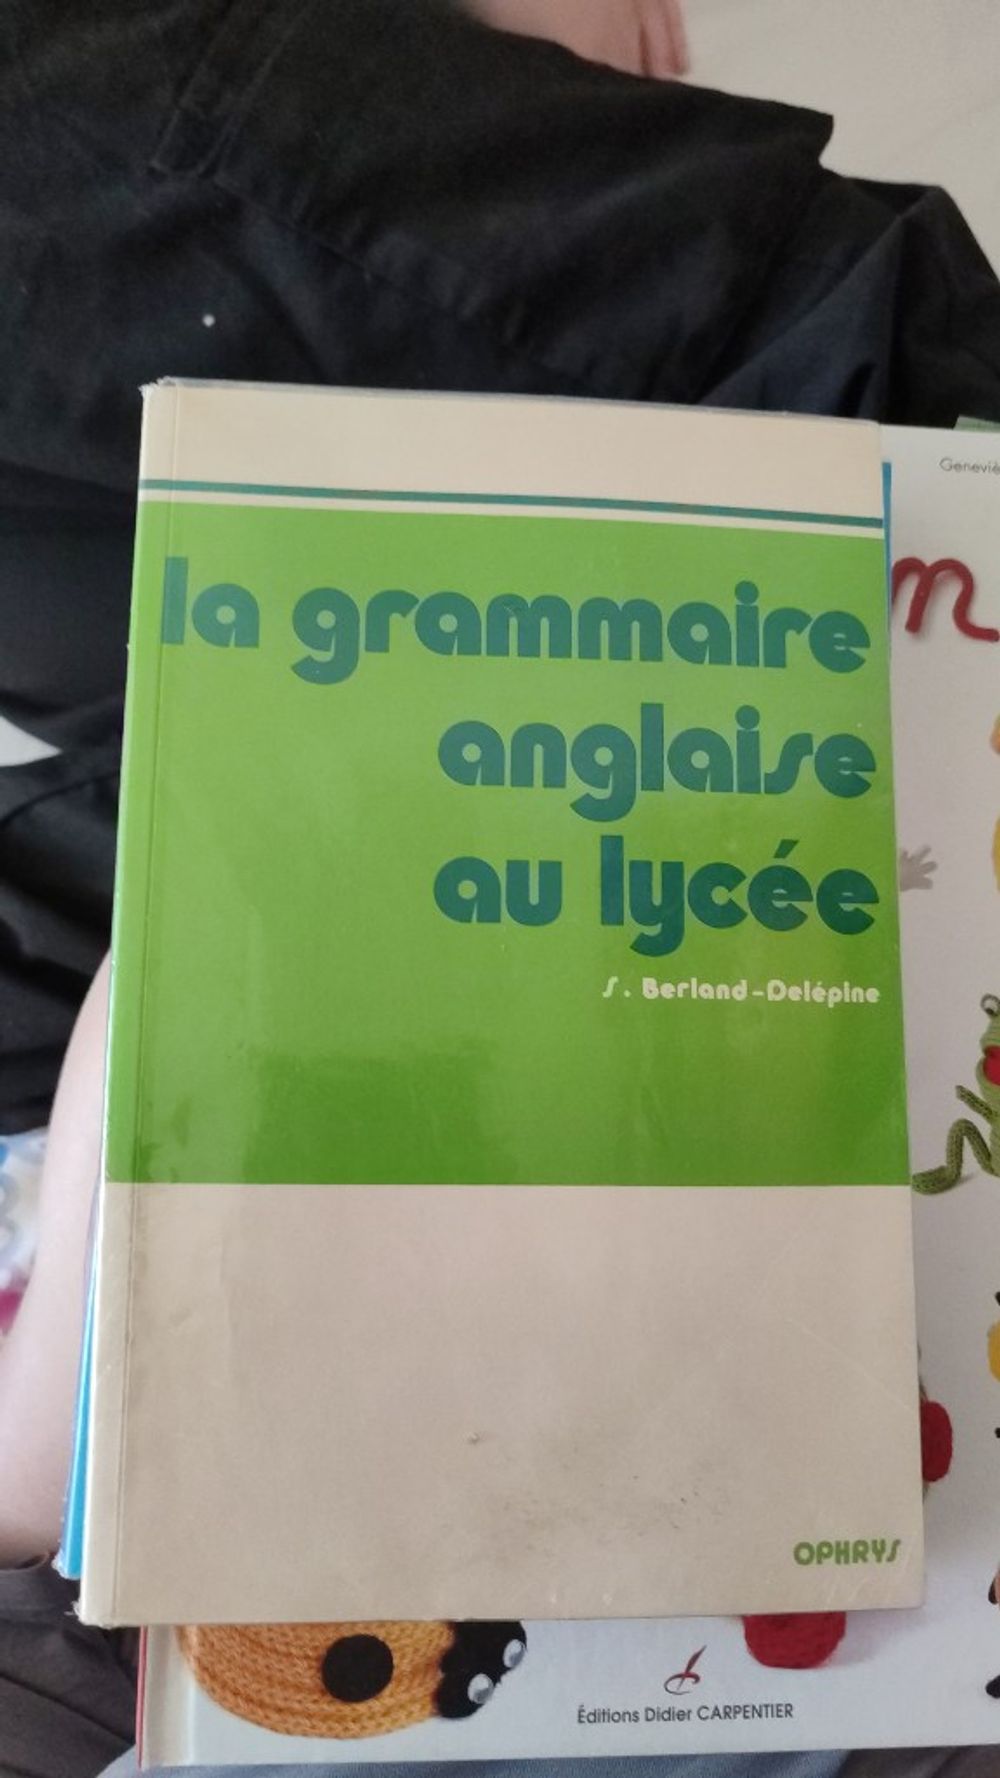 la grammaire
anglaise
au lycée
S. Berland-Delépine
OPHRYS
Éditions Didier CARPENTIER